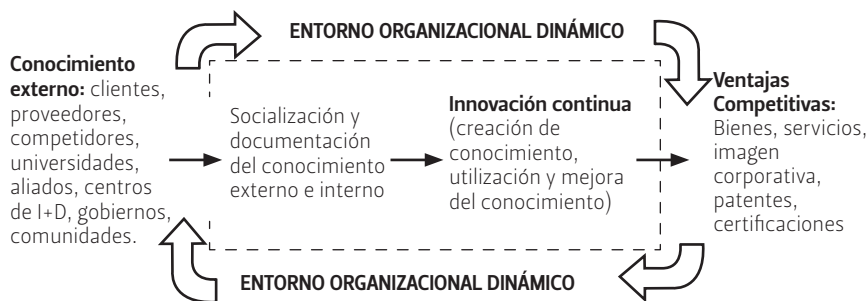 ENTORNO ORGANIZACIONAL DINÁMICO
Conocimiento
externo: clientes,
proveedores,
competidores,
universidades,
aliados, centros
de I+D, gobiernos,
comunidades.
Socialización y
documentación
del conocimiento
externo e interno
Innovación continua
(creación de
conocimiento,
utilización y mejora
del conocimiento)
Ventajas
Competitivas:
Bienes, servicios,
imagen
corporativa,
patentes,
certificaciones
ENTORNO ORGANIZACIONAL DINÁMICO